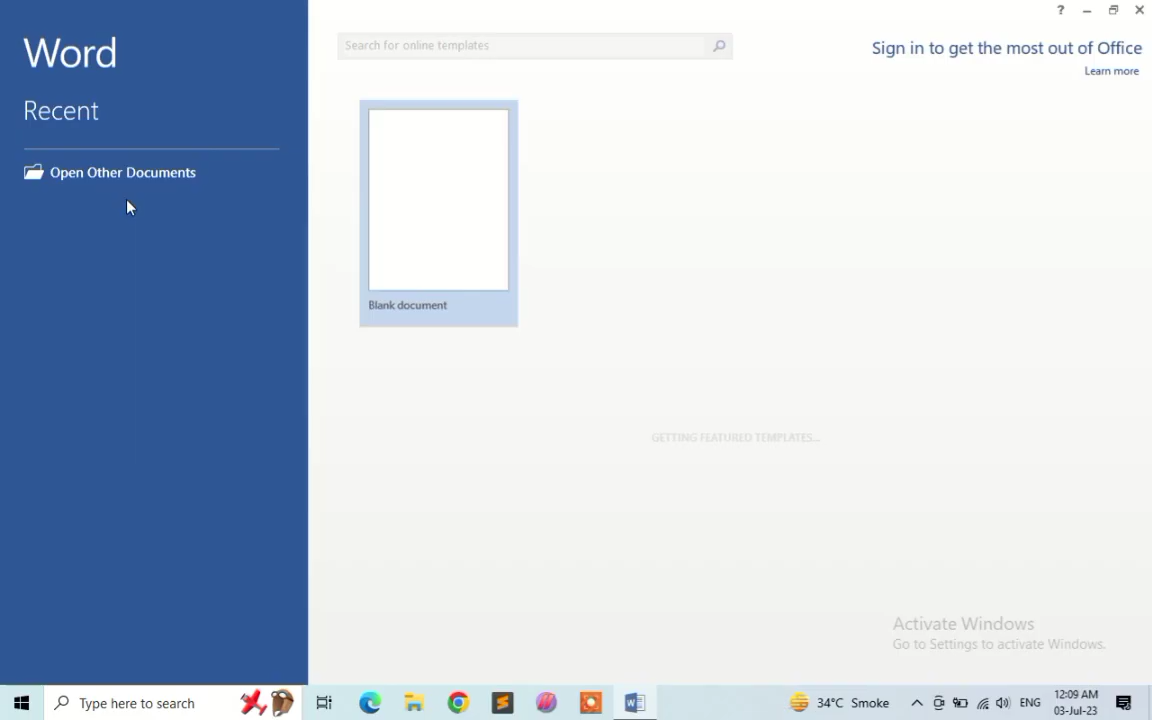 ?
Word
Search for online templates
Sign in to get the most out of Office
Learn more
Recent
Open Other Documents
Blank document
GETTING FEATURED TEMPLATES...
Activate Windows
Go to Settings to activate Windows.
Type here to search
34°C Smoke
ENG
12:09 AM
03-Jul-23